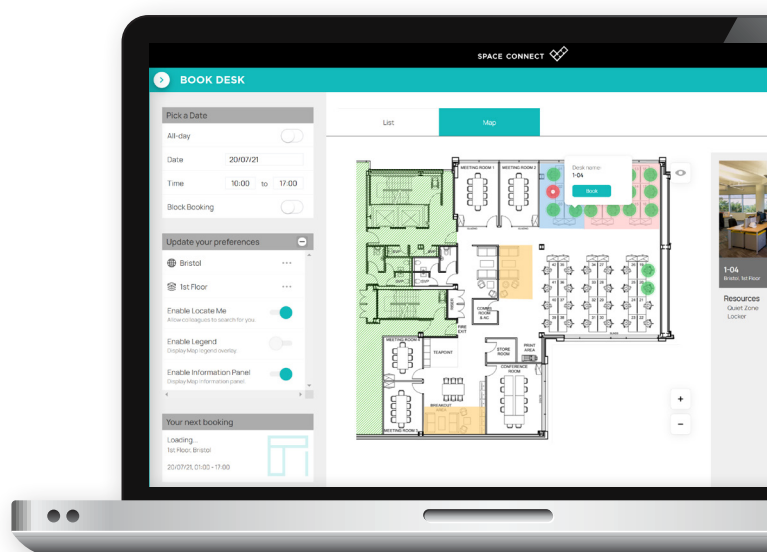 SPACE CONNECT
BOOK DESK
Pick a Date
All-day
Date 20/07/21
Time 10:00 to 17:00
Block Booking
Update your preferences
Bristol
1st Floor
Enable Locate Me
Allow colleagues to search for you.
Enable Legend
Display Map legend overlay.
Enable Information Panel
Display Map Information panel.
Your next booking
Loading...
1st Floor, Bristol
20/07/21, 01:00 - 17:00
List
Map
MEETING ROOM 1
MEETING ROOM 2
Desk name:
1-04
Book
COMMS
ROOM
& AC
FIRE
EXIT
TEAPOINT
STORE
ROOM
PRINT
AREA
CONFERENCE
ROOM
BREAKOUT
AREA
+
-
1-04
Bristol, 1st Floor
Resources
Quiet Zone
Locker